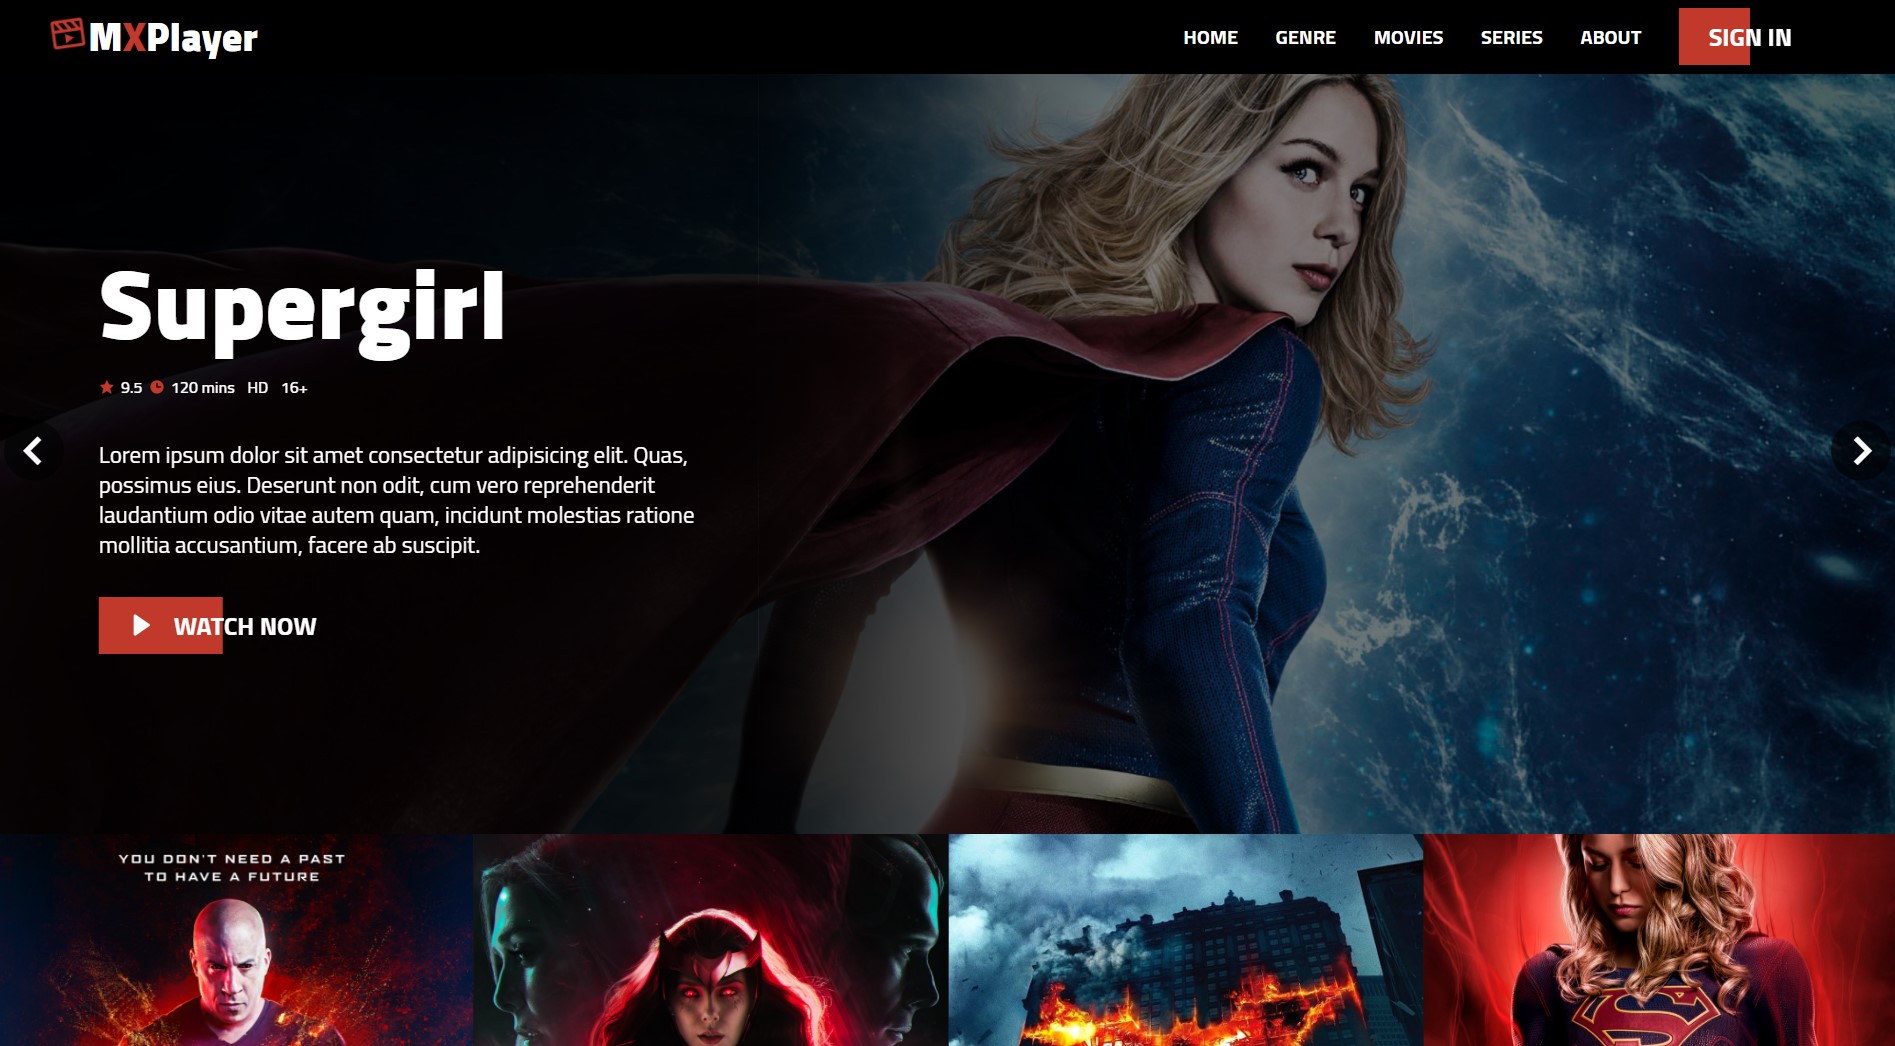 MXPlayer
HOME GENRE MOVIES SERIES ABOUT SIGN IN
Supergirl
9.5 120 mins HD 16+
Lorem ipsum dolor sit amet consectetur adipisicing elit. Quas,
possimus eius. Deserunt non odit, cum vero reprehenderit
laudantium odio vitae autem quam, incidunt molestias ratione
mollitia accusantium, facere ab suscipit.
WATCH NOW
YOU DON'T NEED A PAST
TO HAVE A FUTURE